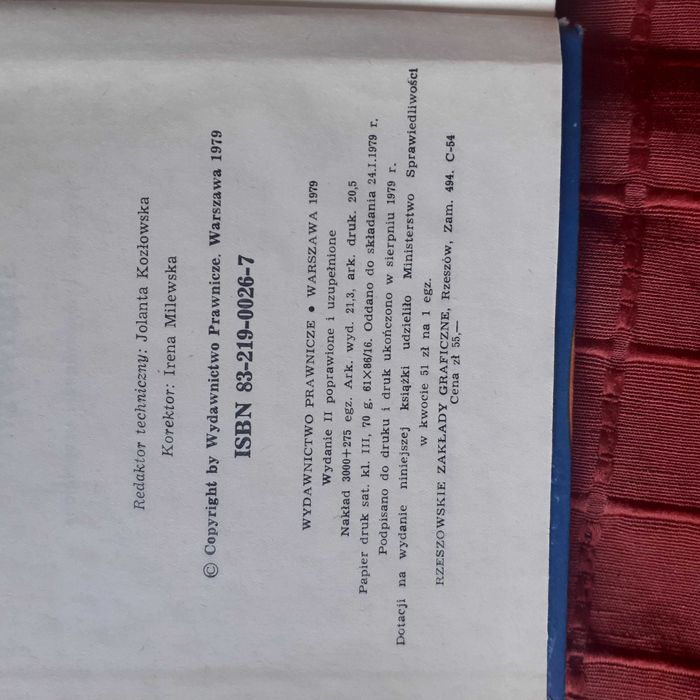 Redaktor techniczny: Jolanta Kozłowska
Korektor: Irena Milewska
© Copyright by Wydawnictwo Prawnicze, Warszawa 1979
ISBN 83-219-0026-7
WYDAWNICTWO PRAWNICZE • WARSZAWA 1979
Wydanie II poprawione i uzupełnione
Nakład 3000+275 egz. Ark. wyd. 21,3, ark. druk. 20,5
Papier druk sat. kl. III, 70 g. 61×86/16. Oddano do składania 24.I.1979 r.
Podpisano do druku i druk ukończono w sierpniu 1979 r.
Dotacji na wydanie niniejszej książki udzieliło Ministerstwo Sprawiedliwości
w kwocie 51 zł na 1 egz.
RZESZOWSKIE ZAKŁADY GRAFICZNE, Rzeszów, Zam. 494. C-54
Cena zł 55,—